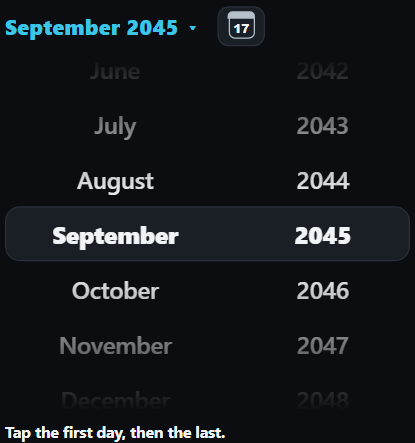 September 2045
17
June 2042
July 2043
August 2044
September 2045
October 2046
November 2047
December 2048
Tap the first day, then the last.